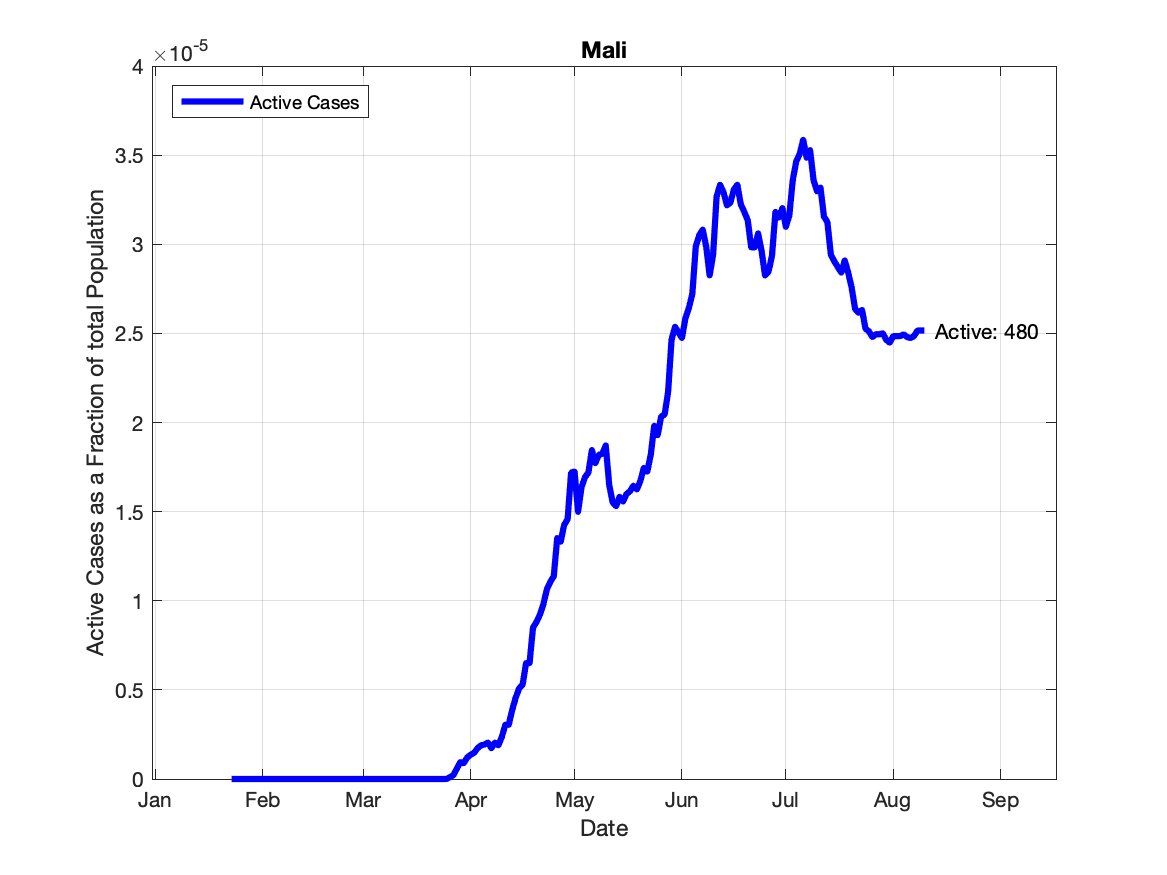 Mali
×10-5
4
3.5
3
2.5
2
1.5
1
0.5
0
Active Cases as a Fraction of total Population
Active Cases
Active: 480
Jan Feb Mar Apr May Jun Jul Aug Sep
Date